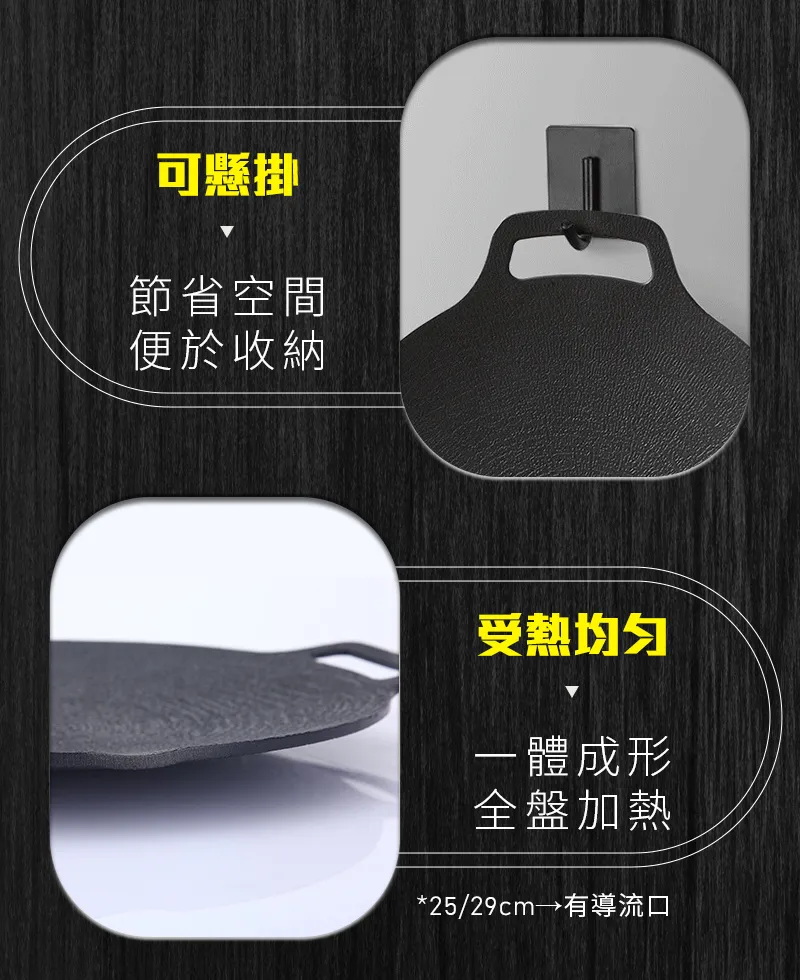 可懸掛
▼
節省空間
便於收納
受熱均勻
▼
一體成形
全盤加熱
*25/29cm→有導流口